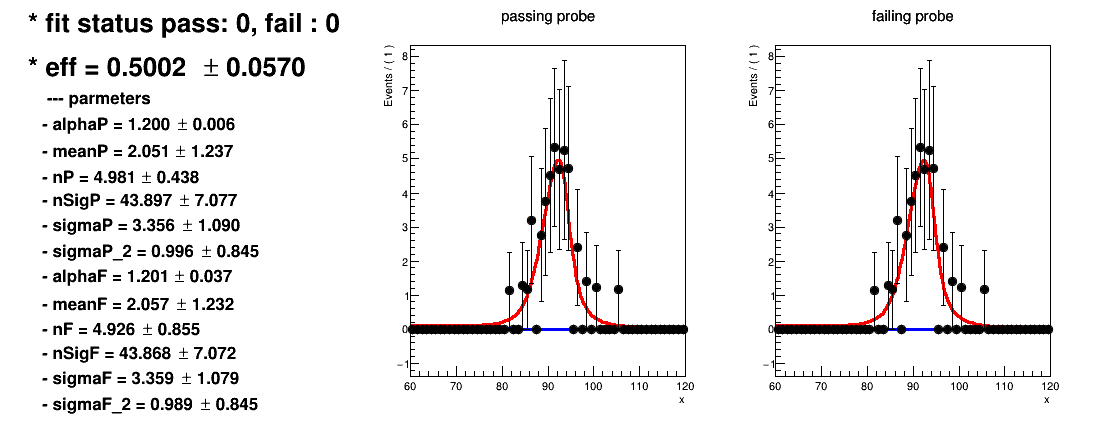 * fit status pass: 0, fail : 0
* eff = 0.5002 ± 0.0570
--- parmeters
- alphaP = 1.200 ± 0.006
- meanP = 2.051 ± 1.237
- nP = 4.981 ± 0.438
- nSigP = 43.897 ± 7.077
- sigmaP = 3.356 ± 1.090
- sigmaP_2 = 0.996 ± 0.845
- alphaF = 1.201 ± 0.037
- meanF = 2.057 ± 1.232
- nF = 4.926 ± 0.855
- nSigF = 43.868 ± 7.072
- sigmaF = 3.359 ± 1.079
- sigmaF_2 = 0.989 ± 0.845
passing probe
Events / ( 1 )
8
7
6
5
4
3
2
1
0
−1
60 70 80 90 100 110 120
x
failing probe
Events / ( 1 )
8
7
6
5
4
3
2
1
0
−1
60 70 80 90 100 110 120
x